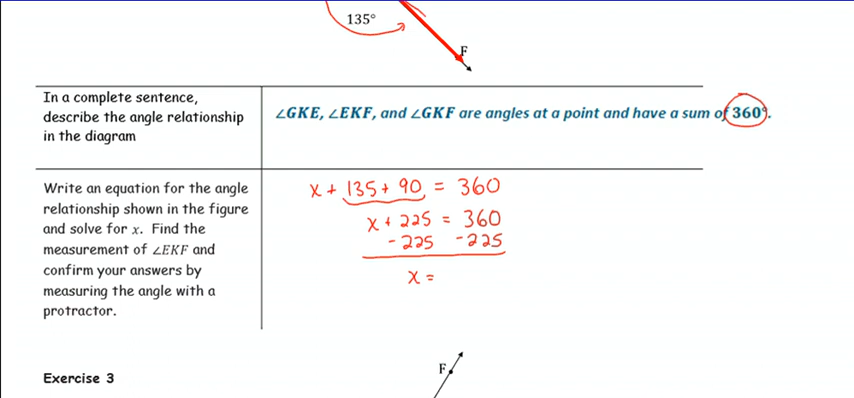 135°
F
In a complete sentence,
describe the angle relationship
in the diagram
∠GKE, ∠EKF, and ∠GKF are angles at a point and have a sum of 360°.
Write an equation for the angle
relationship shown in the figure
and solve for x. Find the
measurement of ∠EKF and
confirm your answers by
measuring the angle with a
protractor.
x + 135 + 90 = 360
x + 225 = 360
- 225 - 225
x =
Exercise 3
F